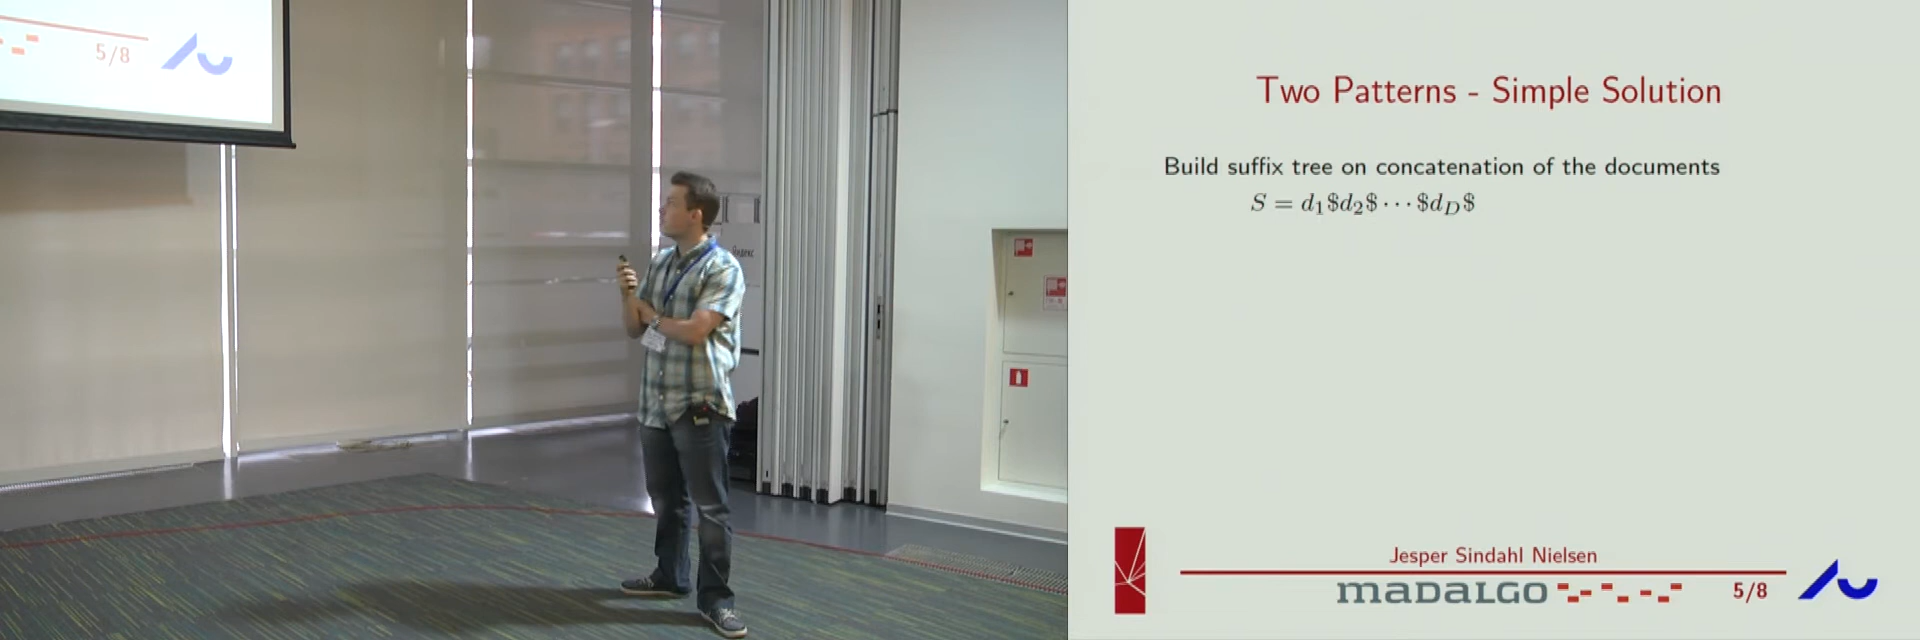 5/8
Яндекс
Two Patterns - Simple Solution
Build suffix tree on concatenation of the documents
S = d₁$d₂$ ⋯ $d_D$
Jesper Sindahl Nielsen
maDaLGO
5/8